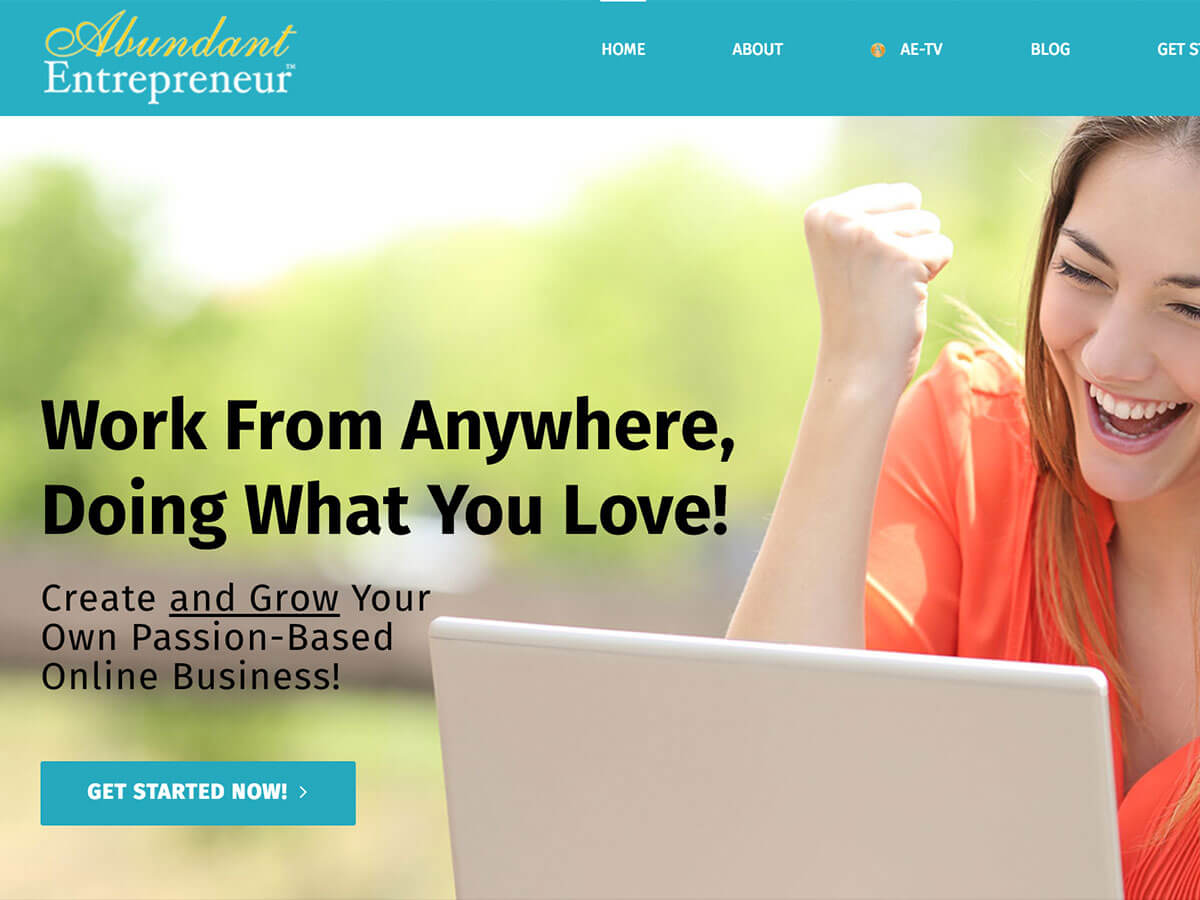 Abundant
Entrepreneur™
HOME ABOUT AE-TV BLOG GET S
Work From Anywhere,
Doing What You Love!
Create and Grow Your
Own Passion-Based
Online Business!
GET STARTED NOW! >